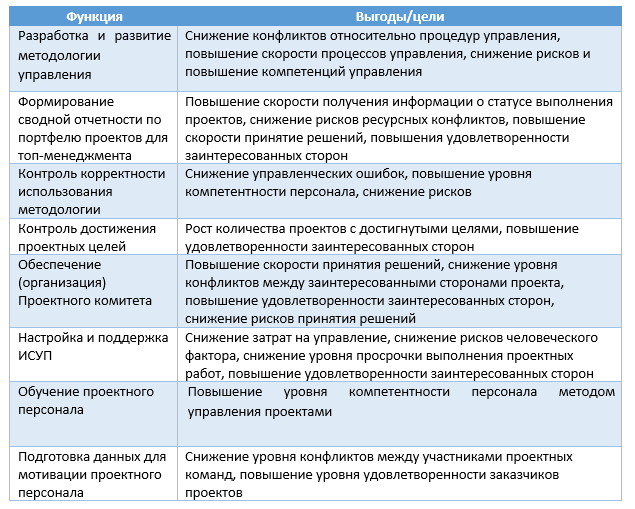 Функция
Выгоды/цели
Разработка и развитие
методологии
управления
Снижение конфликтов относительно процедур управления,
повышение скорости процессов управления, снижение рисков и
повышение компетенций управления
Формирование
сводной отчетности по
портфелю проектов для
топ-менеджмента
Повышение скорости получения информации о статусе выполнения
проектов, снижение рисков ресурсных конфликтов, повышение
скорости принятие решений, повышения удовлетворенности
заинтересованных сторон
Контроль корректности
использования
методологии
Снижение управленческих ошибок, повышение уровня
компетентности персонала, снижение рисков
Контроль достижения
проектных целей
Рост количества проектов с достигнутыми целями, повышение
удовлетворенности заинтересованных сторон
Обеспечение
(организация)
Проектного комитета
Повышение скорости принятия решений, снижение уровня
конфликтов между заинтересованными сторонами проекта,
повышение удовлетворенности заинтересованных сторон,
снижение рисков принятия решений
Настройка и поддержка
ИСУП
Снижение затрат на управление, снижение рисков человеческого
фактора, снижение уровня просрочки выполнения проектных
работ, повышение удовлетворенности заинтересованных сторон
Обучение проектного
персонала
Повышение уровня компетентности персонала методом
управления проектами
Подготовка данных для
мотивации проектного
персонала
Снижение уровня конфликтов между участниками проектных
команд, повышение уровня удовлетворенности заказчиков
проектов